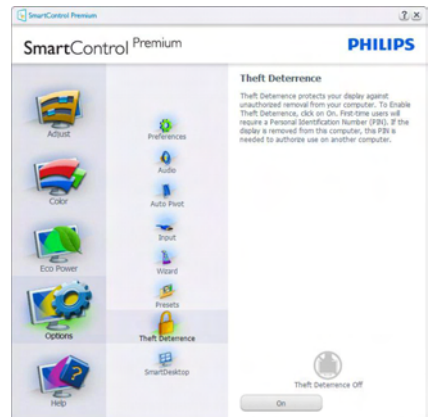 SmartControl Premium
SmartControl Premium
PHILIPS
Adjust
Color
Eco Power
Options
Help
Preferences
Audio
Auto Pivot
Input
Wizard
Presets
Theft Deterrence
SmartDesktop
Theft Deterrence
Theft Deterrence protects your display against
unauthorized removal from your computer. To Enable
Theft Deterrence, click on On. First-time users will
require a Personal Identification Number (PIN). If the
display is removed from this computer, this PIN is
needed to authorize use on another computer.
Theft Deterrence Off
On